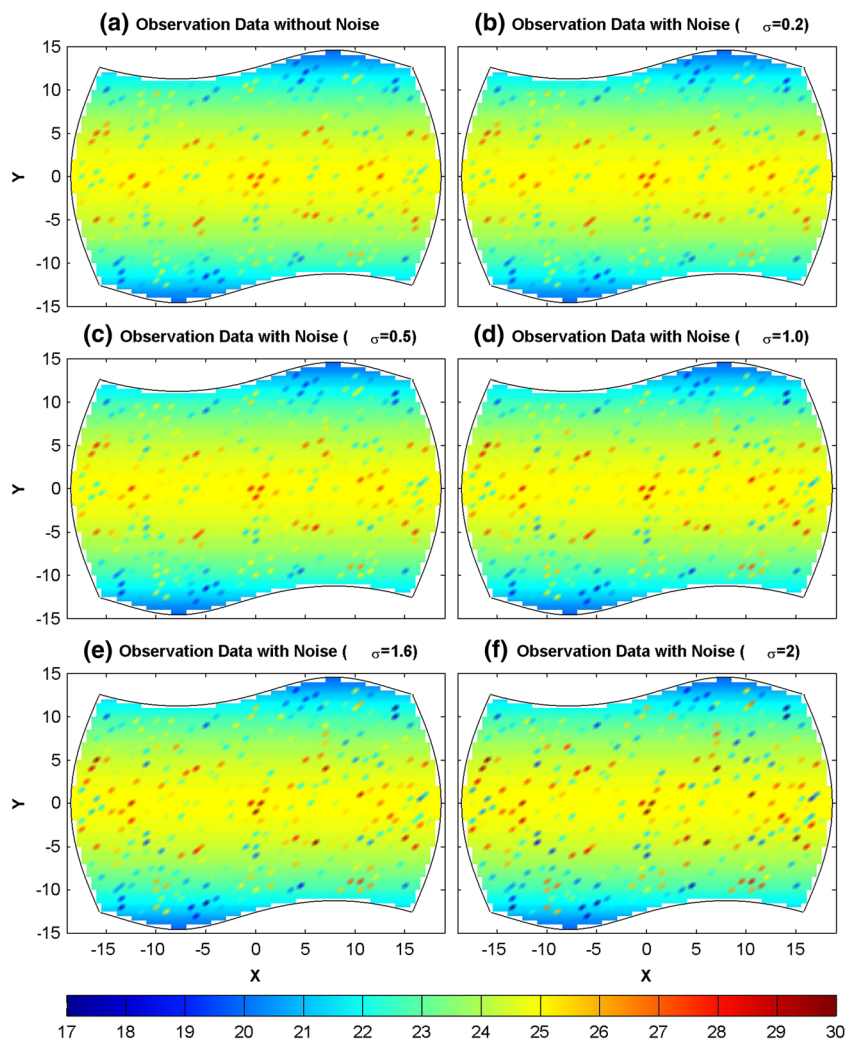 (a) Observation Data without Noise
(b) Observation Data with Noise ( σ=0.2)
15
10
5
0
-5
-10
-15
Y
(c) Observation Data with Noise ( σ=0.5)
(d) Observation Data with Noise ( σ=1.0)
15
10
5
0
-5
-10
-15
Y
(e) Observation Data with Noise ( σ=1.6)
(f) Observation Data with Noise ( σ=2)
15
10
5
0
-5
-10
-15
Y
-15 -10 -5 0 5 10 15
-15 -10 -5 0 5 10 15
X
X
17 18 19 20 21 22 23 24 25 26 27 28 29 30